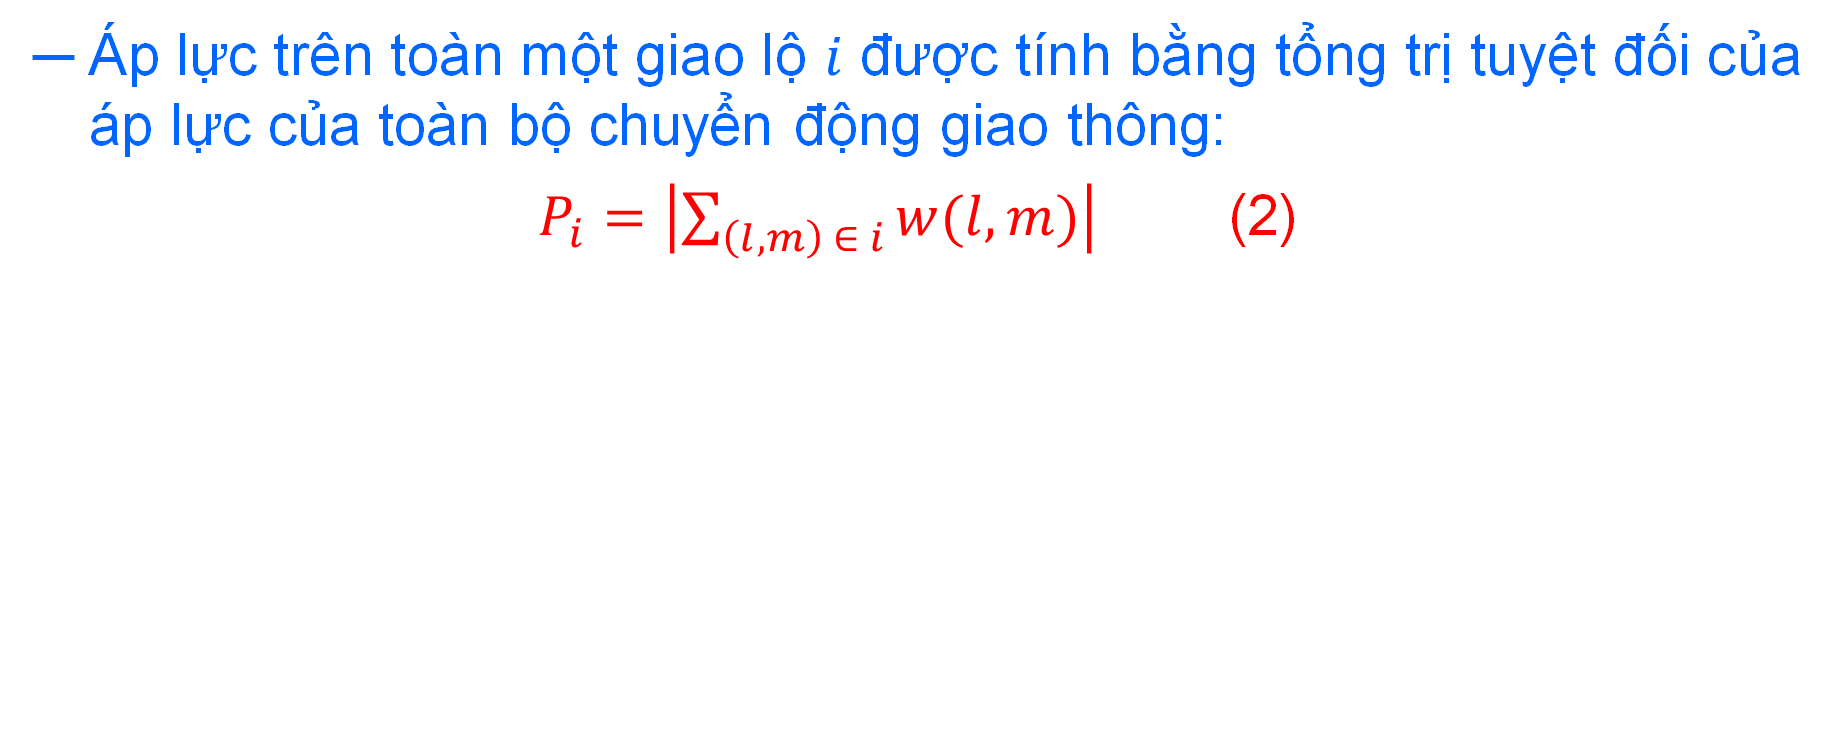 — Áp lực trên toàn một giao lộ i được tính bằng tổng trị tuyệt đối của
áp lực của toàn bộ chuyển động giao thông:
P_i = |∑_{(l,m) ∈ i} w(l, m)| (2)